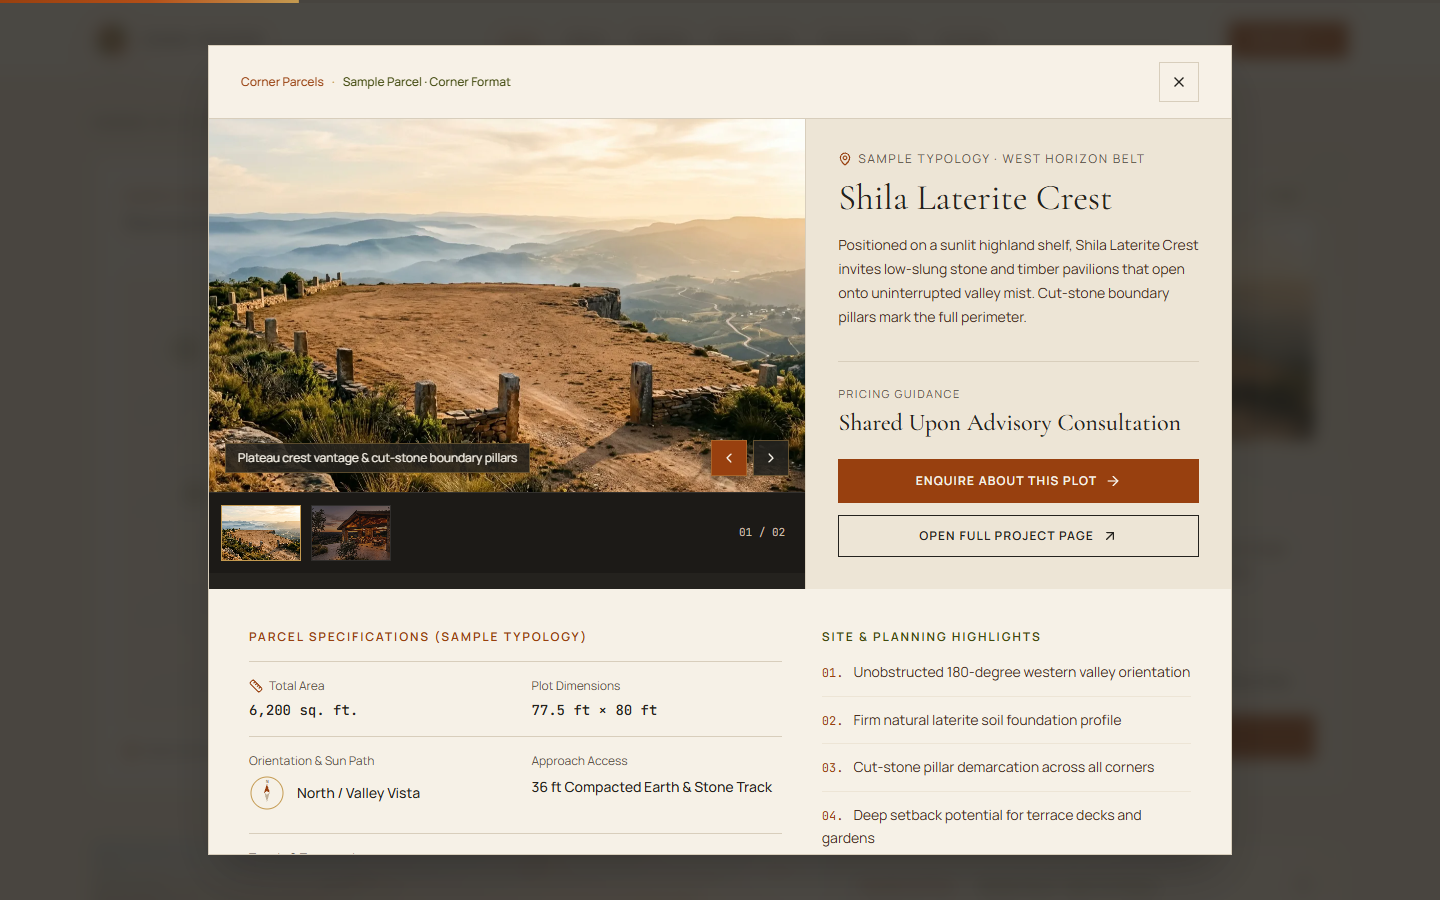 Corner Parcels · Sample Parcel · Corner Format
SAMPLE TYPOLOGY · WEST HORIZON BELT
Shila Laterite Crest
Positioned on a sunlit highland shelf, Shila Laterite Crest
invites low-slung stone and timber pavilions that open
onto uninterrupted valley mist. Cut-stone boundary
pillars mark the full perimeter.
PRICING GUIDANCE
Shared Upon Advisory Consultation
ENQUIRE ABOUT THIS PLOT
OPEN FULL PROJECT PAGE
Plateau crest vantage & cut-stone boundary pillars
01 / 02
PARCEL SPECIFICATIONS (SAMPLE TYPOLOGY)
Total Area
6,200 sq. ft.
Plot Dimensions
77.5 ft × 80 ft
Orientation & Sun Path
N
North / Valley Vista
Approach Access
36 ft Compacted Earth & Stone Track
SITE & PLANNING HIGHLIGHTS
01. Unobstructed 180-degree western valley orientation
02. Firm natural laterite soil foundation profile
03. Cut-stone pillar demarcation across all corners
04. Deep setback potential for terrace decks and
gardens